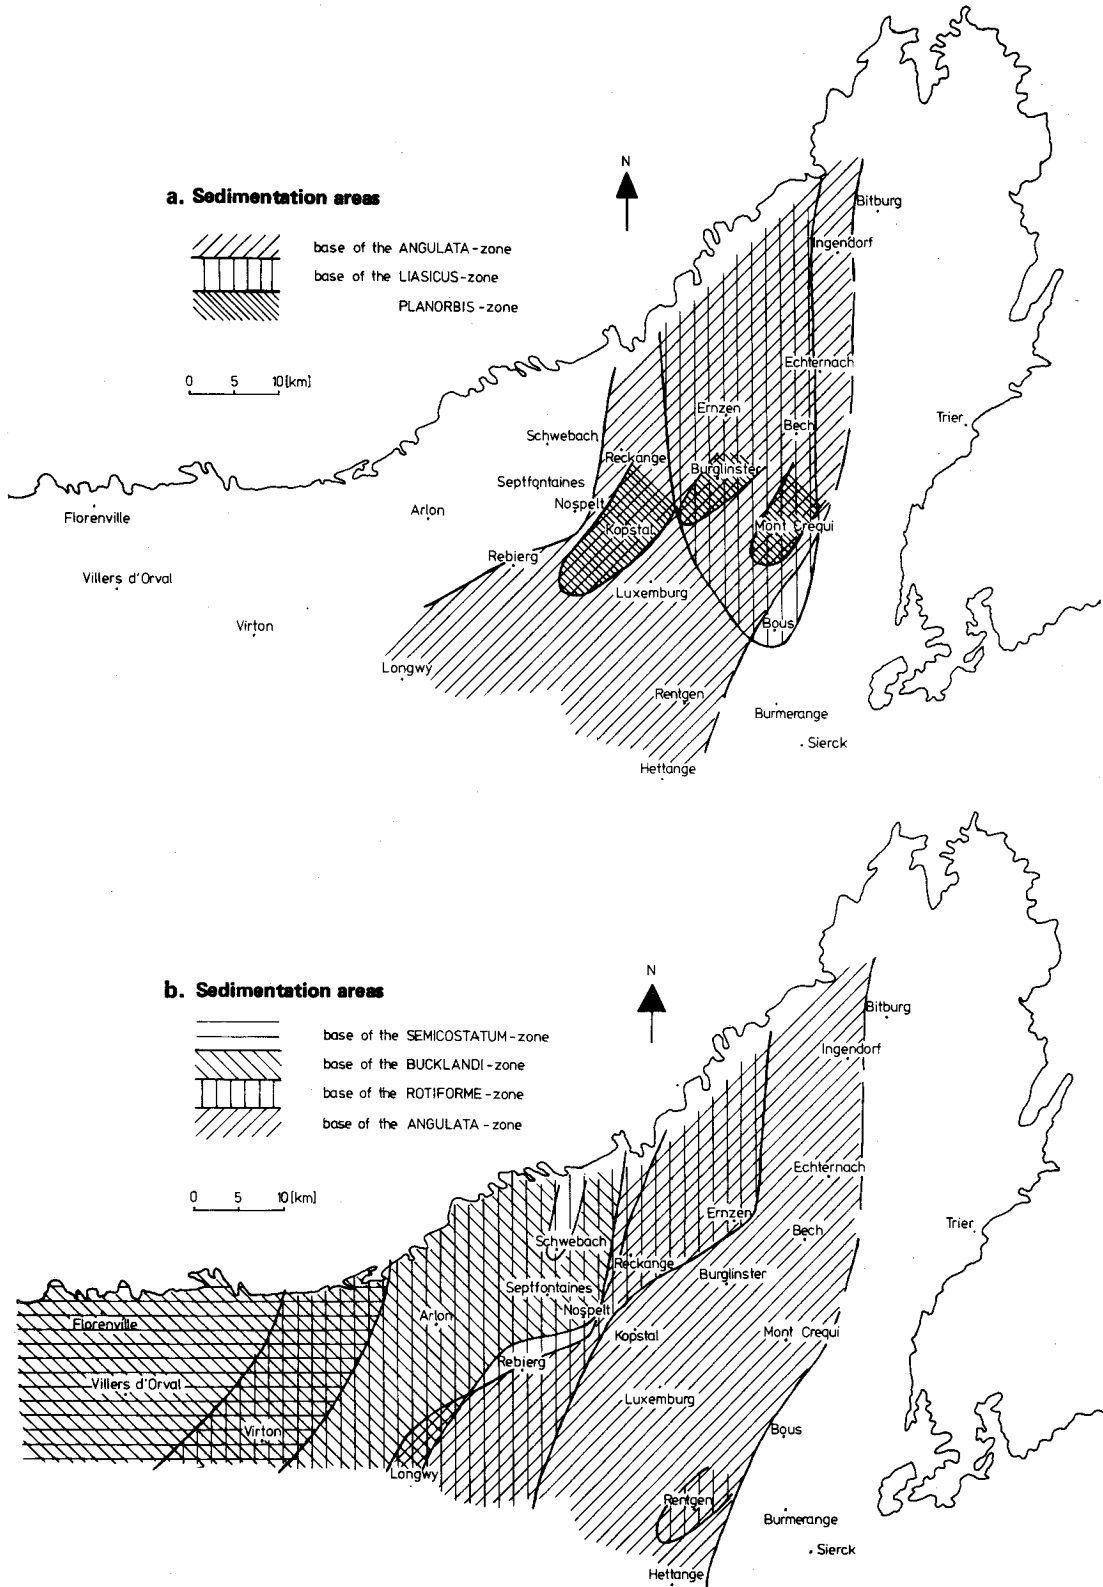 N
a. Sedimentation areas
base of the ANGULATA-zone
base of the LIASICUS-zone
PLANORBIS-zone
0 5 10[km]
Bitburg
Ingendorf
Echternach
Ernzen
Bech
Trier
Schwebach
Reckange
Burglinster
Septfontaines
Nospelt
Arlon
Florenville
Kopstal
Mont Crequi
Rebierg
Villers d'Orval
Luxemburg
Virton
Bous
Longwy
Rentgen
Burmerange
Sierck
Hettange
N
b. Sedimentation areas
base of the SEMICOSTATUM-zone
base of the BUCKLANDI-zone
base of the ROTIFORME-zone
base of the ANGULATA-zone
0 5 10[km]
Bitburg
Ingendorf
Echternach
Ernzen
Bech
Trier
Schwebach
Reckange
Burglinster
Septfontaines
Nospelt
Arlon
Florenville
Kopstal
Mont Crequi
Rebierg
Villers d'Orval
Luxemburg
Virton
Bous
Longwy
Rentgen
Burmerange
Sierck
Hettange